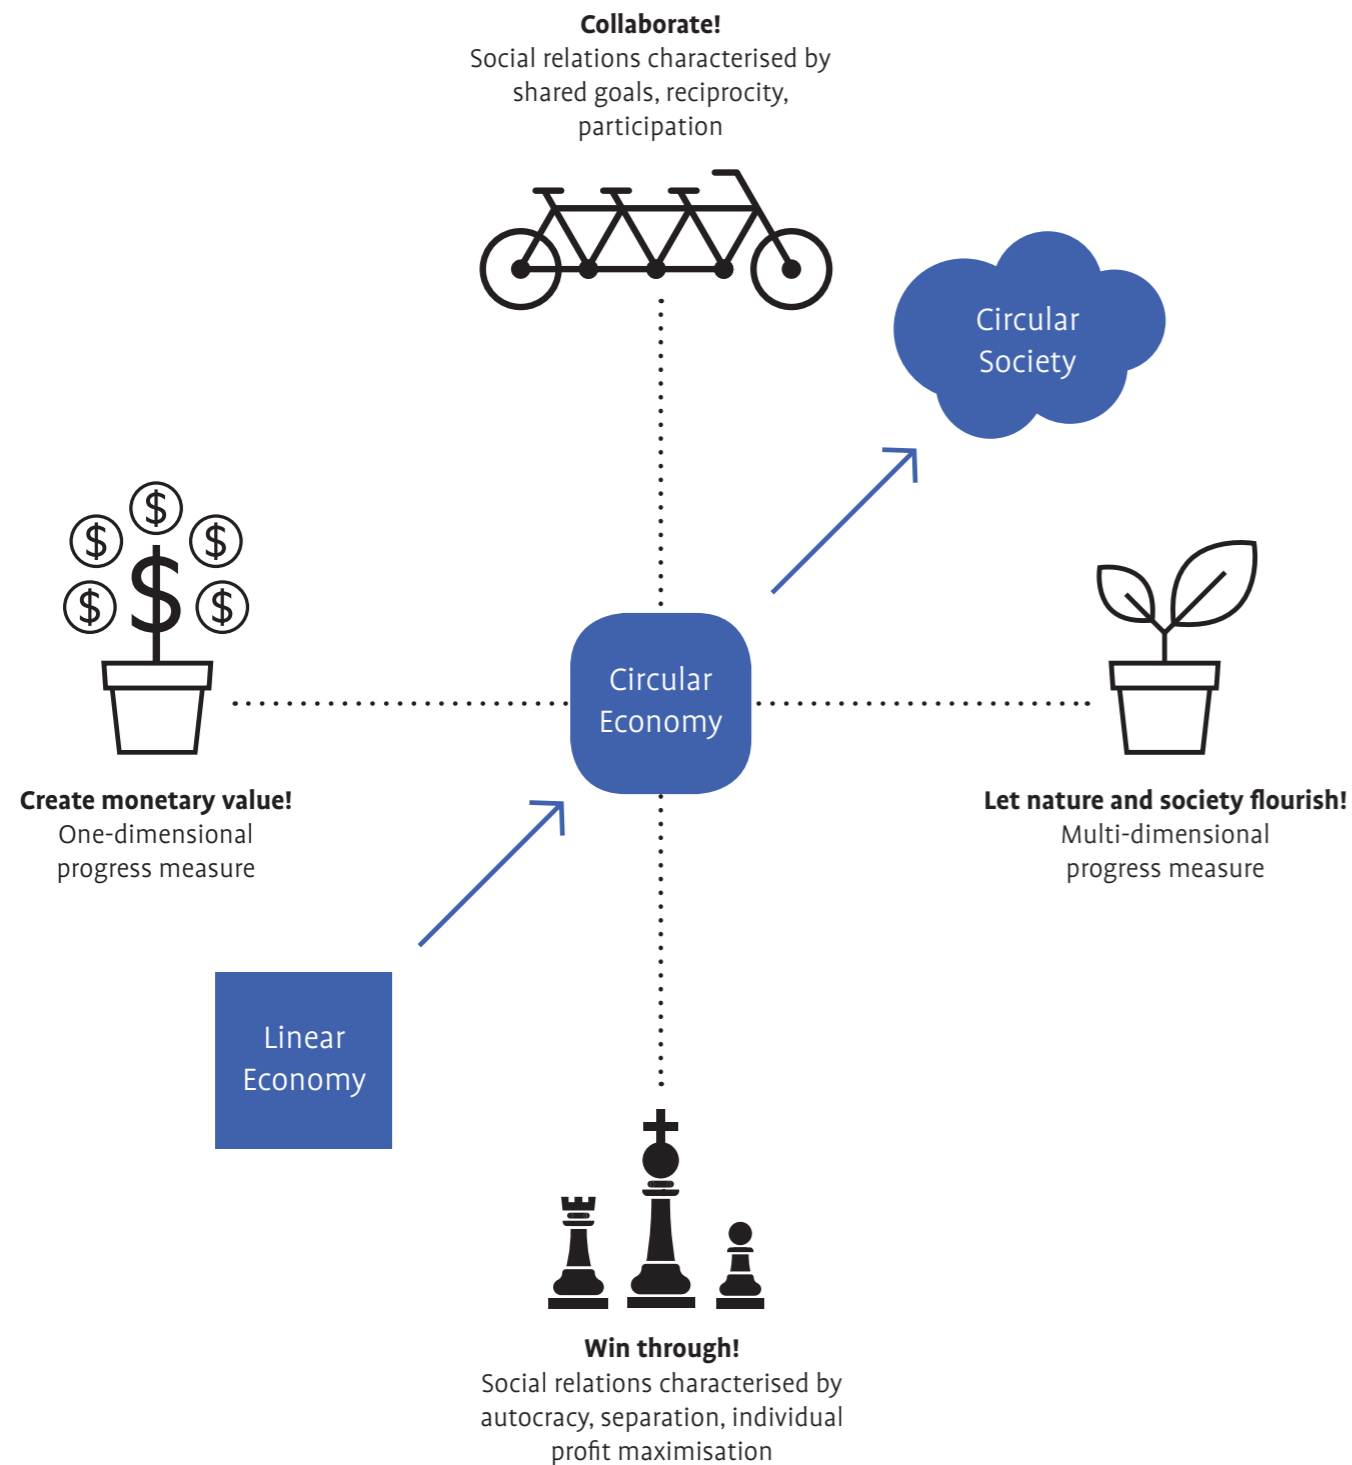 Collaborate!
Social relations characterised by
shared goals, reciprocity,
participation
Circular
Society
$
$
$
$
$
$
Circular
Economy
Create monetary value!
One-dimensional
progress measure
Let nature and society flourish!
Multi-dimensional
progress measure
Linear
Economy
Win through!
Social relations characterised by
autocracy, separation, individual
profit maximisation